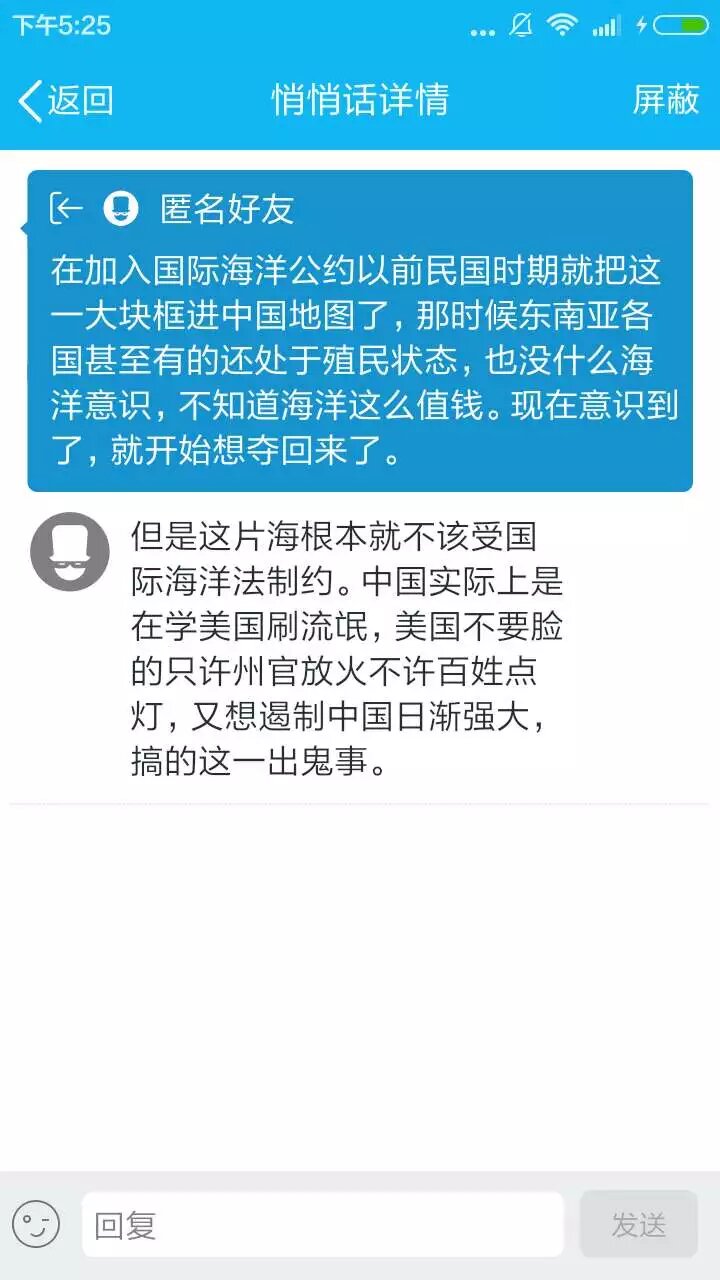 下午5:25
返回
悄悄话详情
屏蔽
匿名好友
在加入国际海洋公约以前民国时期就把这
一大块框进中国地图了，那时候东南亚各
国甚至有的还处于殖民状态，也没什么海
洋意识，不知道海洋这么值钱。现在意识到
了，就开始想夺回来了。
但是这片海根本就不该受国
际海洋法制约。中国实际上是
在学美国刷流氓，美国不要脸
的只许州官放火不许百姓点
灯，又想遏制中国日渐强大，
搞的这一出鬼事。
回复
发送